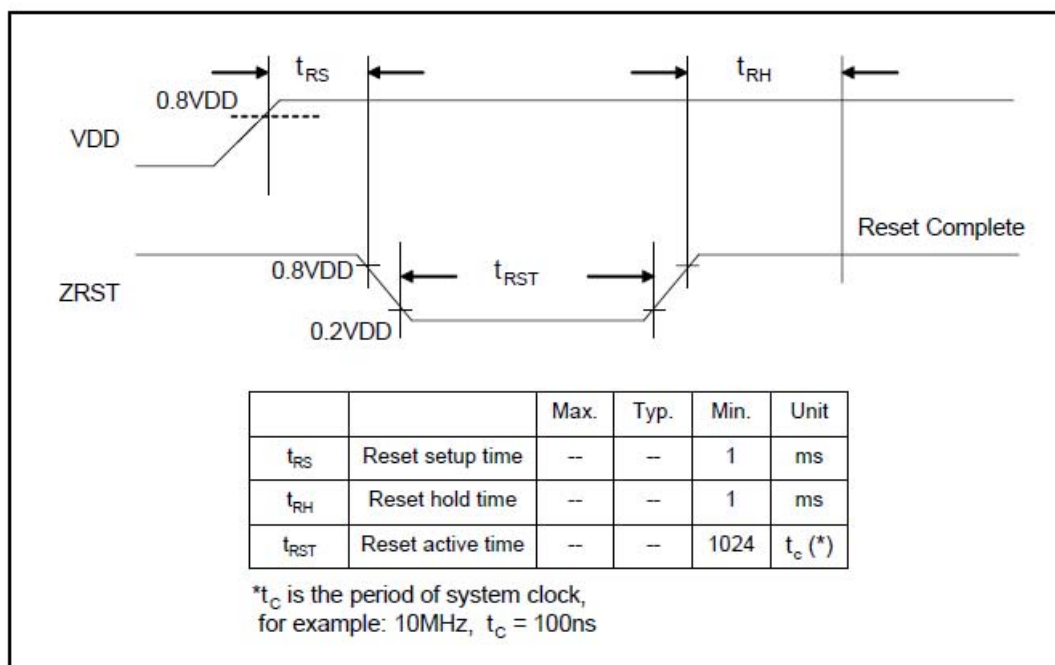 tRS
tRH
0.8VDD
VDD
Reset Complete
0.8VDD
tRST
ZRST
0.2VDD
Max. Typ. Min. Unit
tRS Reset setup time -- -- 1 ms
tRH Reset hold time -- -- 1 ms
tRST Reset active time -- -- 1024 tc (*)
*tC is the period of system clock,
for example: 10MHz, tC = 100ns